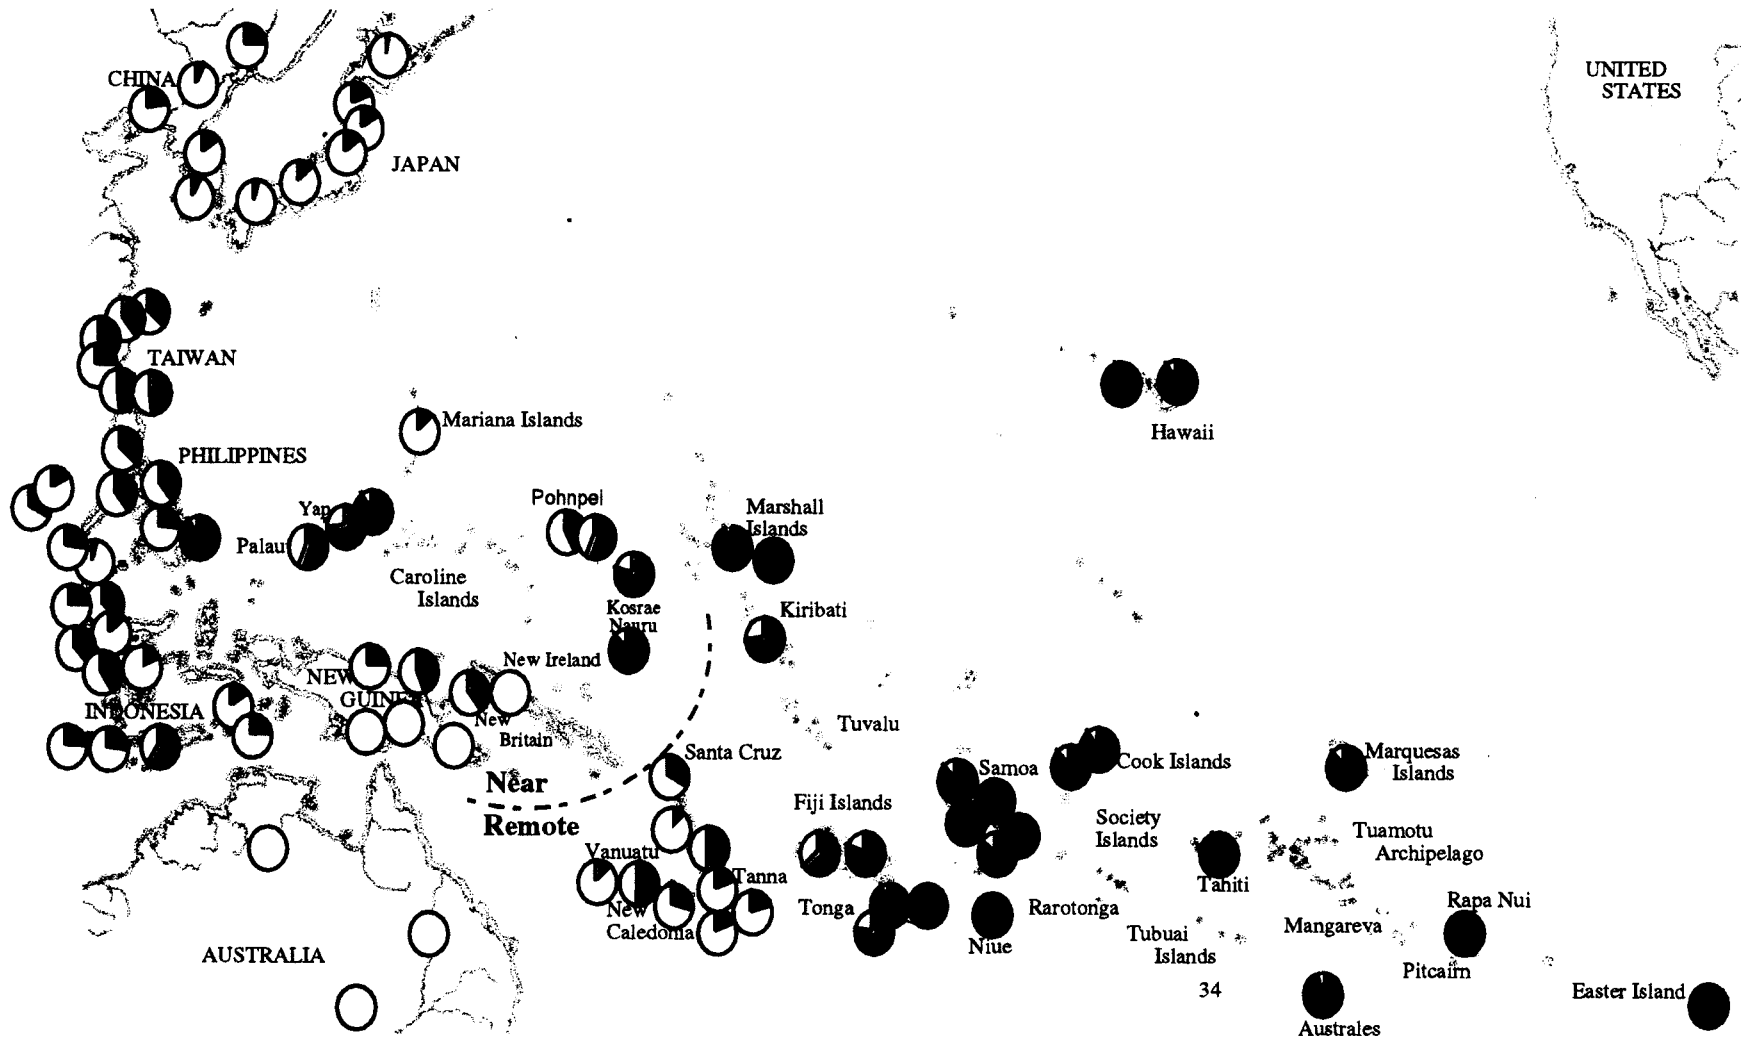 UNITED
STATES
CHINA
JAPAN
TAIWAN
Mariana Islands
Hawaii
PHILIPPINES
Yap
Pohnpei
Marshall
Islands
Palau
Caroline
Islands
Kosrae
Nauru
Kiribati
New Ireland
NEW
GUINEA
INDONESIA
New
Britain
Tuvalu
Santa Cruz
Near
Remote
Samoa
Cook Islands
Marquesas
Islands
Fiji Islands
Society
Islands
Tuamotu
Archipelago
Vanuatu
Tanna
Tahiti
New
Caledonia
Tonga
Niue
Rarotonga
Rapa Nui
Mangareva
Tubuai
Islands
Pitcairn
AUSTRALIA
34
Easter Island
Australes